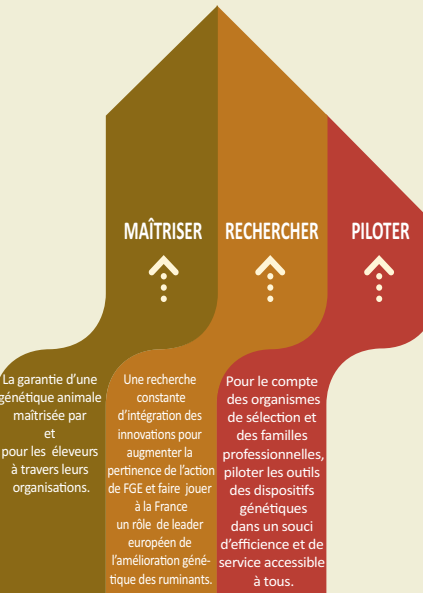 MAÎTRISER
RECHERCHER
PILOTER
La garantie d'une
génétique animale
maîtrisée par
et
pour les éleveurs
à travers leurs
organisations.
Une recherche
constante
d'intégration des
innovations pour
augmenter la
pertinence de l'action
de FGE et faire jouer
à la France
un rôle de leader
européen de
l'amélioration géné-
tique des ruminants.
Pour le compte
des organismes
de sélection et
des familles
professionnelles,
piloter les outils
des dispositifs
génétiques
dans un souci
d'efficience et de
service accessible
à tous.